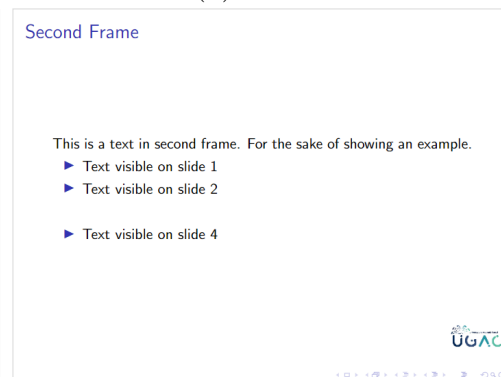 Second Frame
This is a text in second frame. For the sake of showing an example.
Text visible on slide 1
Text visible on slide 2
Text visible on slide 4
UGAC